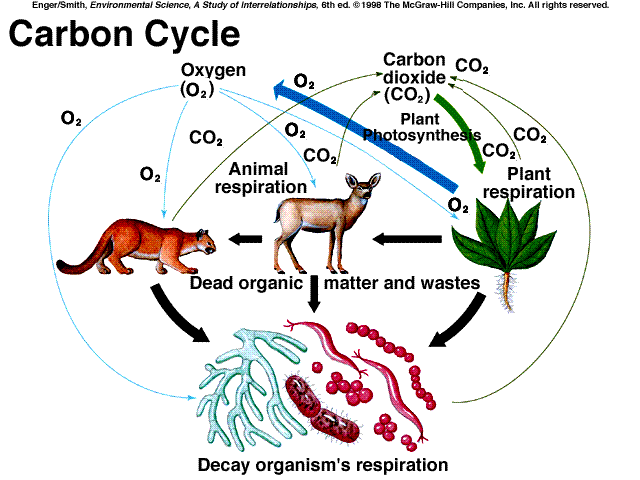 Enger/Smith, Environmental Science, A Study of Interrelationships, 6th ed. © 1998 The McGraw-Hill Companies, Inc. All rights reserved.
Carbon Cycle
Oxygen
(O₂)
Carbon
dioxide
(CO₂)
CO₂
O₂
O₂
O₂
CO₂
O₂
CO₂
Plant
Photosynthesis
CO₂
CO₂
Animal
respiration
Plant
respiration
O₂
Dead organic matter and wastes
Decay organism's respiration